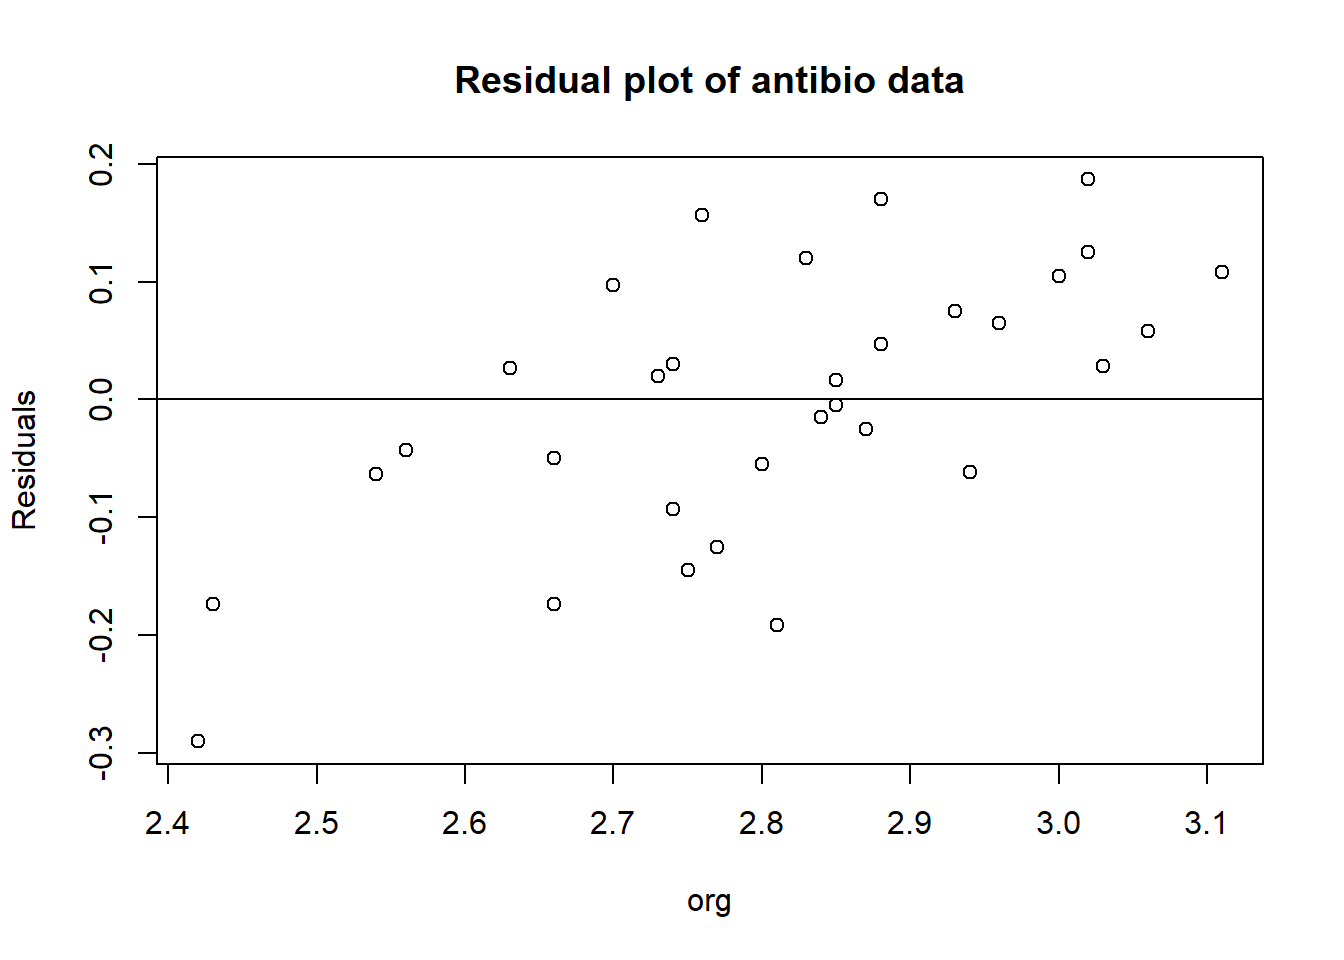 Residual plot of antibio data
Residuals
0.2
0.1
0.0
-0.1
-0.2
-0.3
2.4 2.5 2.6 2.7 2.8 2.9 3.0 3.1
org